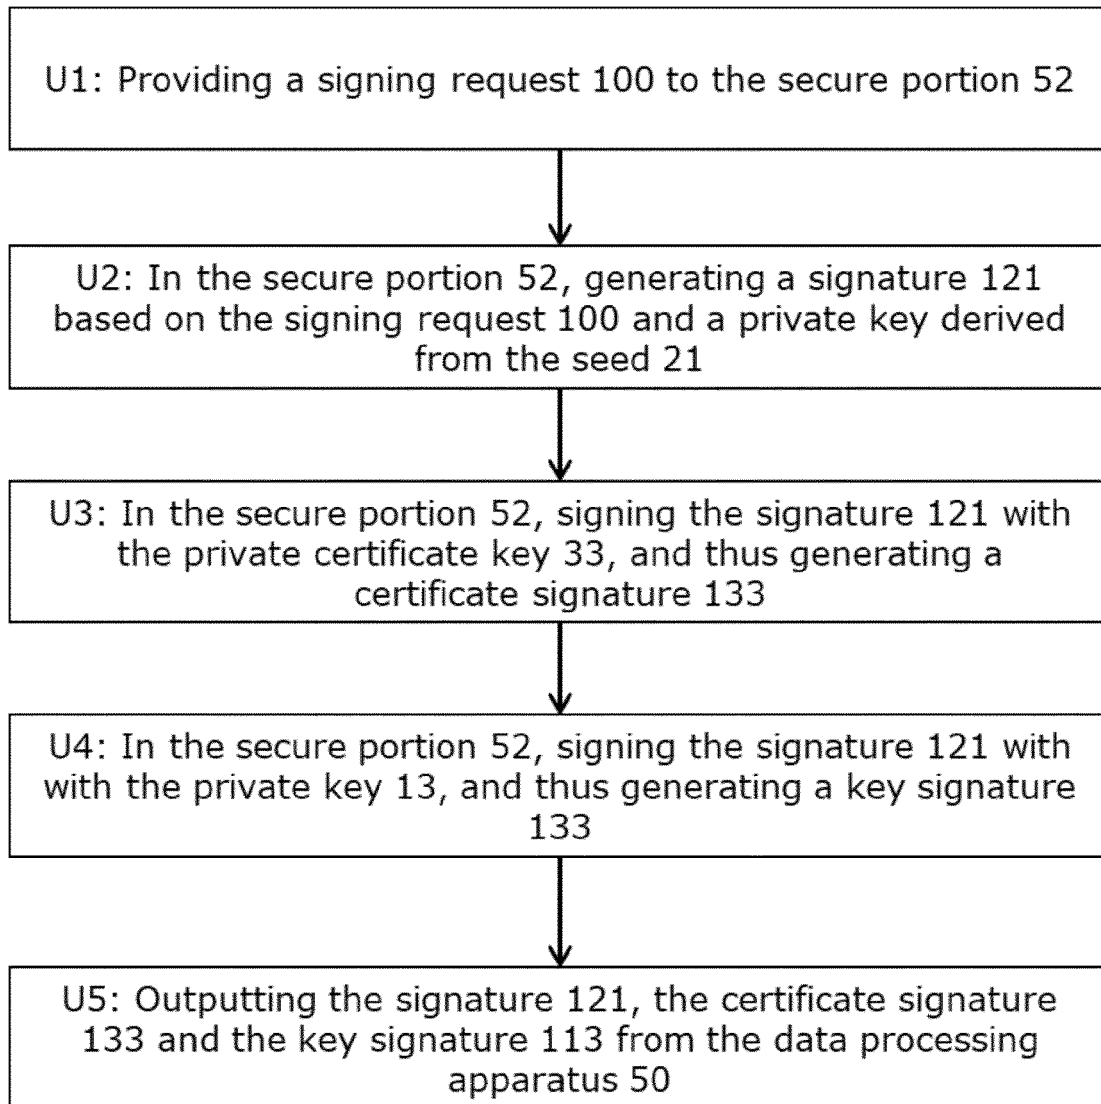 U1: Providing a signing request 100 to the secure portion 52
U2: In the secure portion 52, generating a signature 121
based on the signing request 100 and a private key derived
from the seed 21
U3: In the secure portion 52, signing the signature 121 with
the private certificate key 33, and thus generating a
certificate signature 133
U4: In the secure portion 52, signing the signature 121 with
with the private key 13, and thus generating a key signature
133
U5: Outputting the signature 121, the certificate signature
133 and the key signature 113 from the data processing
apparatus 50